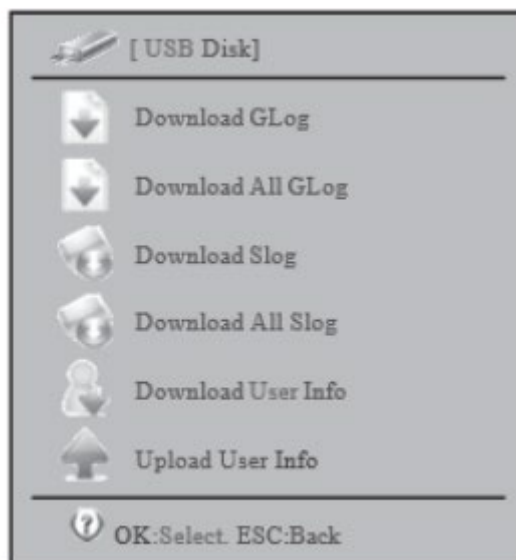 [ USB Disk]
Download GLog
Download All GLog
Download Slog
Download All Slog
Download User Info
Upload User Info
OK:Select. ESC:Back